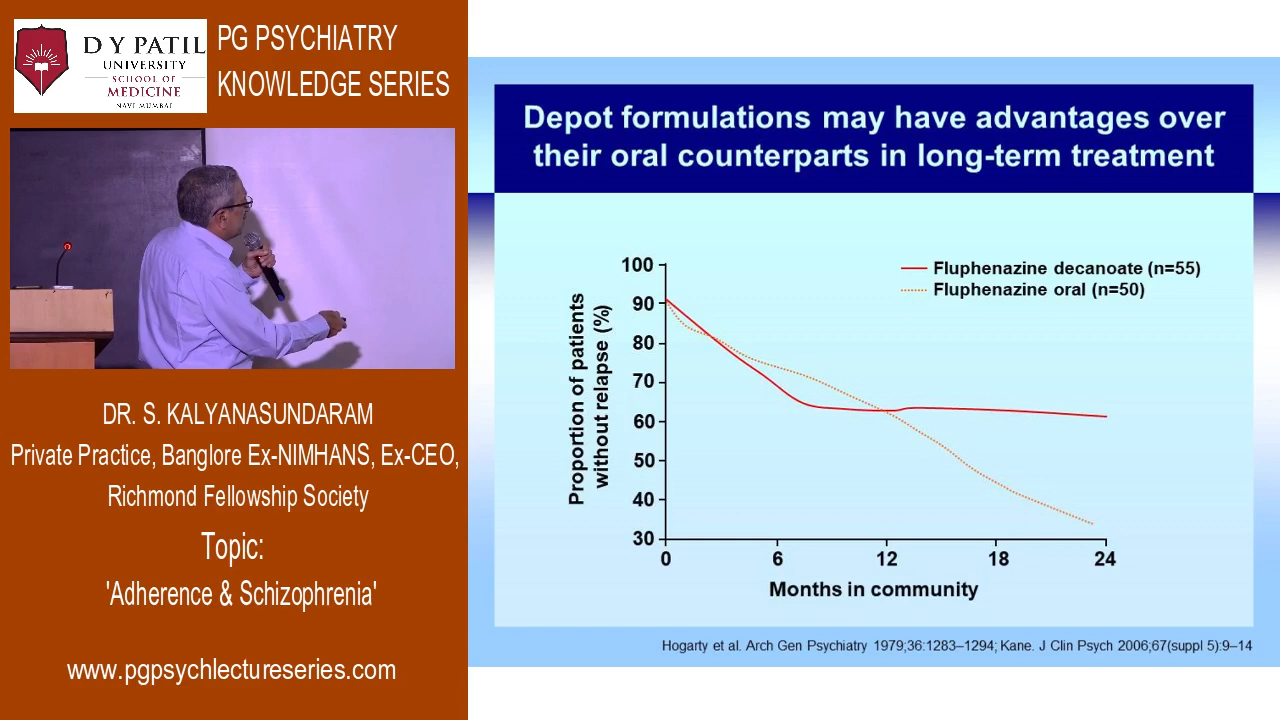 D Y PATIL
UNIVERSITY
SCHOOL OF
MEDICINE
NAVI MUMBAI
PG PSYCHIATRY
KNOWLEDGE SERIES
DR. S. KALYANASUNDARAM
Private Practice, Banglore Ex-NIMHANS, Ex-CEO,
Richmond Fellowship Society
Topic:
'Adherence & Schizophrenia'
www.pgpsychlectureseries.com
Depot formulations may have advantages over
their oral counterparts in long-term treatment
Fluphenazine decanoate (n=55)
Fluphenazine oral (n=50)
Proportion of patients
without relapse (%)
100
90
80
70
60
50
40
30
0 6 12 18 24
Months in community
Hogarty et al. Arch Gen Psychiatry 1979;36:1283–1294; Kane. J Clin Psych 2006;67(suppl 5):9–14